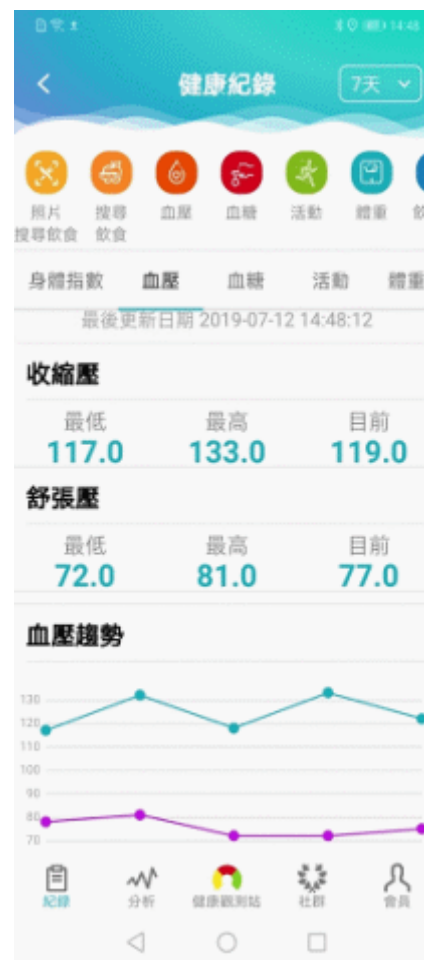 14:48
健康紀錄
7天
照片
搜尋飲食
搜尋
飲食
血壓
血糖
活動
體重
身體指數 血壓 血糖 活動 體重
最後更新日期 2019-07-12 14:48:12
收縮壓
最低 最高 目前
117.0 133.0 119.0
舒張壓
最低 最高 目前
72.0 81.0 77.0
血壓趨勢
130
120
110
100
90
80
70
紀錄 分析 健康觀測站 社群 會員